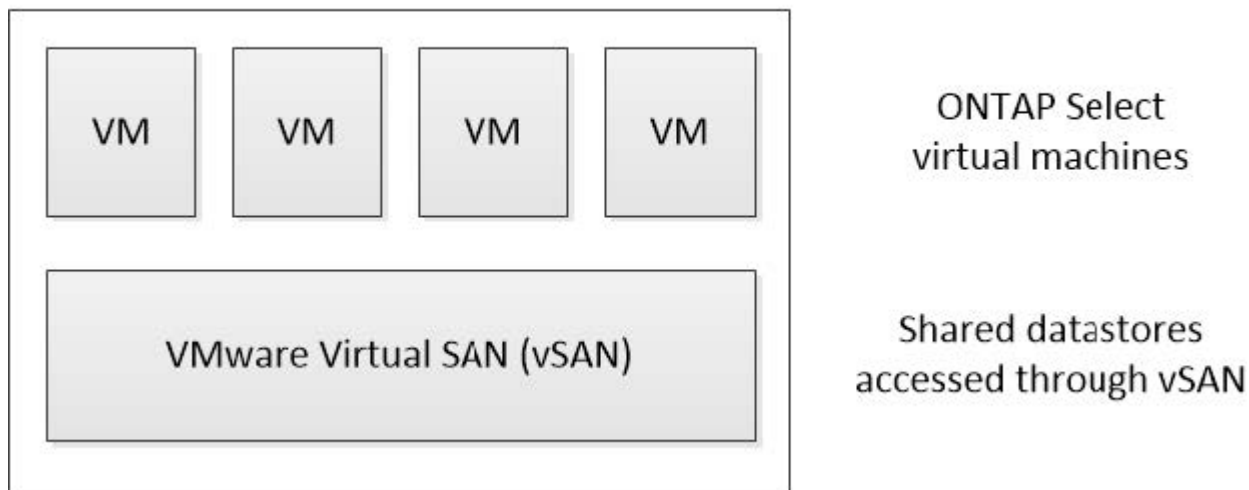 VM VM VM VM
ONTAP Select
virtual machines
VMware Virtual SAN (vSAN)
Shared datastores
accessed through vSAN